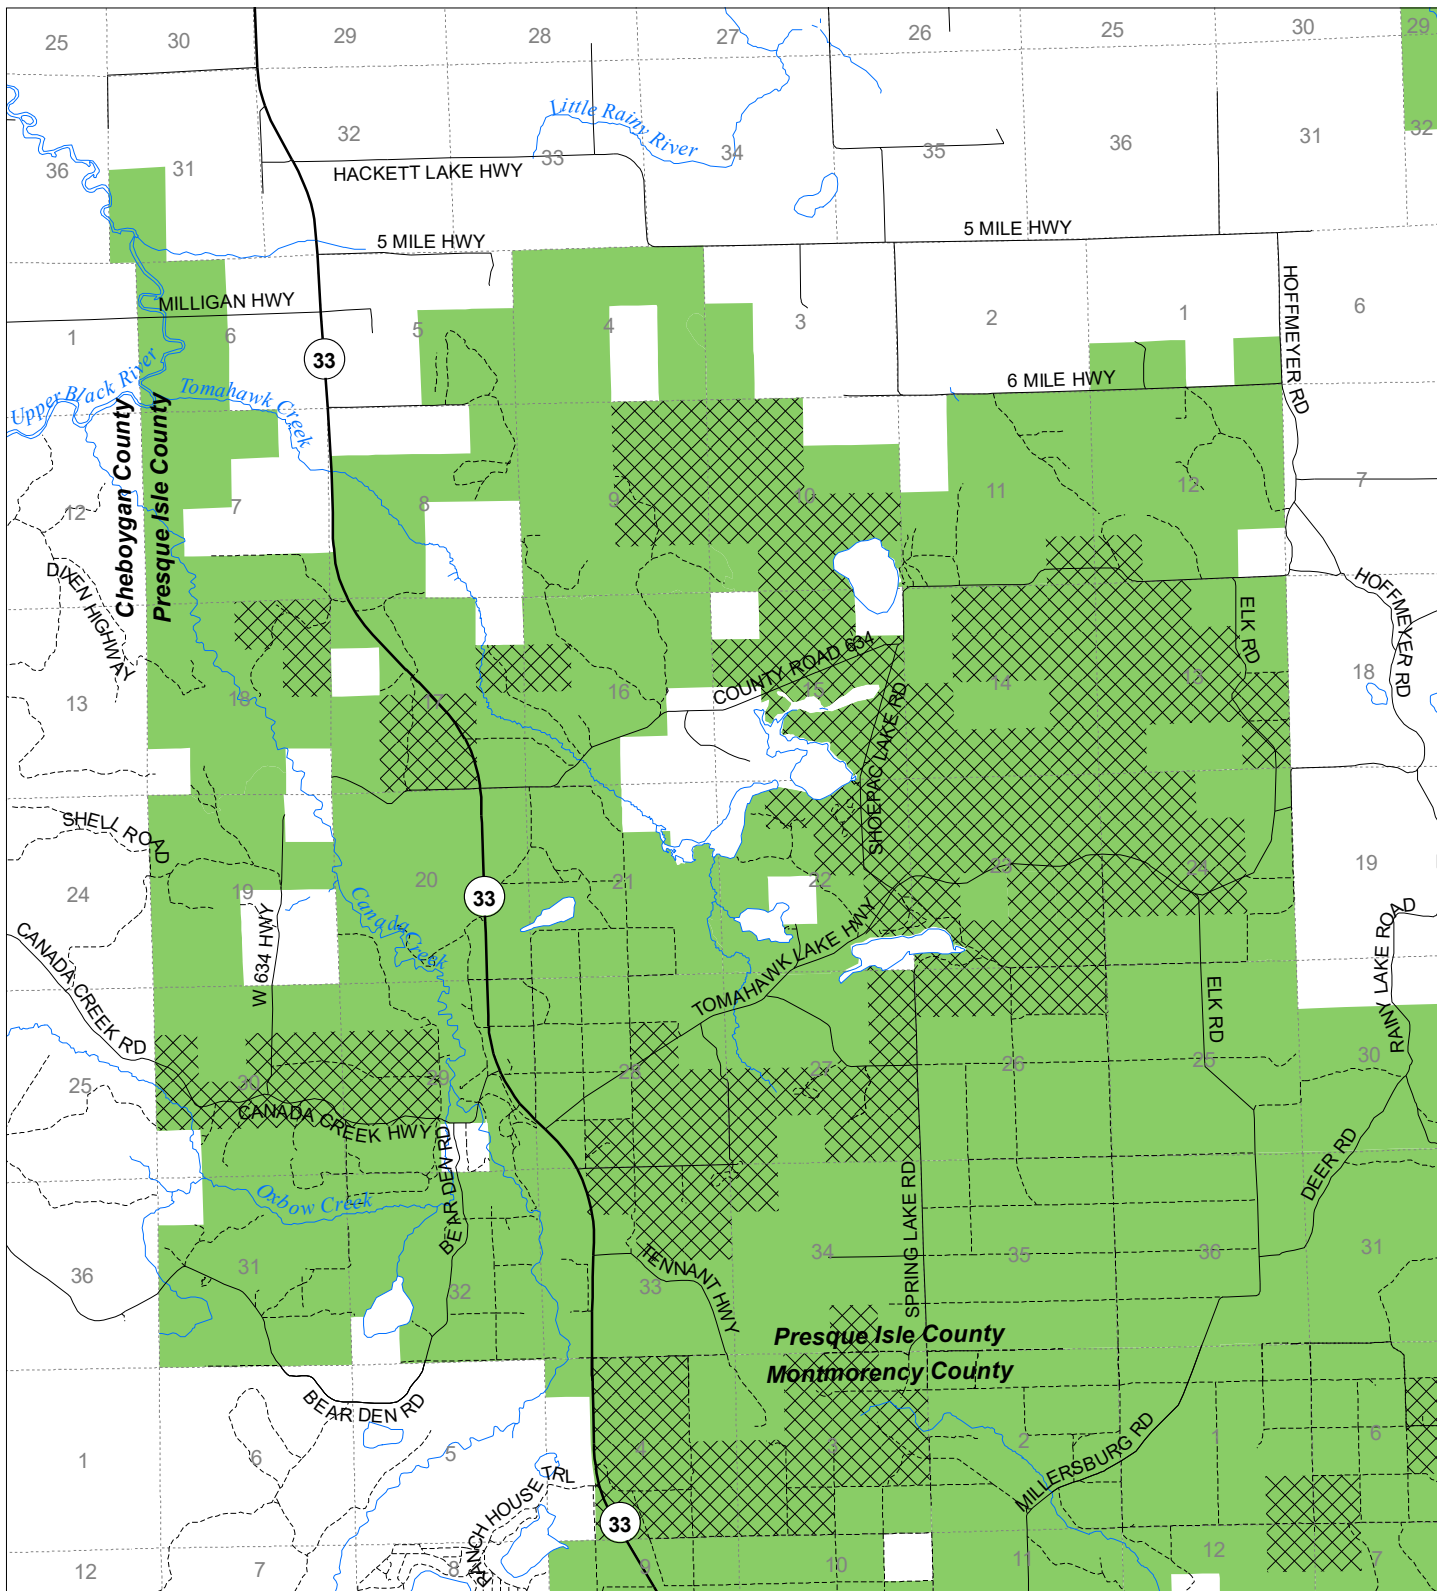 25
30
29
28
27
26
25
30
29
Little Rainy River
32
33
34
35
36
31
32
36
31
HACKETT LAKE HWY
5 MILE HWY
5 MILE HWY
MILLIGAN HWY
HOFFMEYER RD
1
6
5
4
3
2
1
6
33
6 MILE HWY
Upper Black River
Tomahawk Creek
Cheboygan County
Presque Isle County
12
7
8
9
10
11
12
7
DIXEN HIGHWAY
HOFFMEYER RD
ELK RD
COUNTY ROAD 634
13
18
17
16
15
14
13
18
SHOEPAC LAKE RD
SHELL ROAD
24
19
20
21
22
23
24
19
33
Canada Creek
W 634 HWY
CANADA CREEK RD
TOMAHAWK LAKE HWY
ELK RD
RAINY LAKE ROAD
25
30
29
28
27
26
25
30
CANADA CREEK HWY
BEAR DEN RD
Oxbow Creek
SPRING LAKE RD
DEER RD
36
31
32
33
34
35
36
31
TENNANT HWY
Presque Isle County
Montmorency County
BEAR DEN RD
MILLERSBURG RD
1
6
5
4
3
2
1
6
RANCH HOUSE TRL
33
12
7
8
9
10
11
12
7